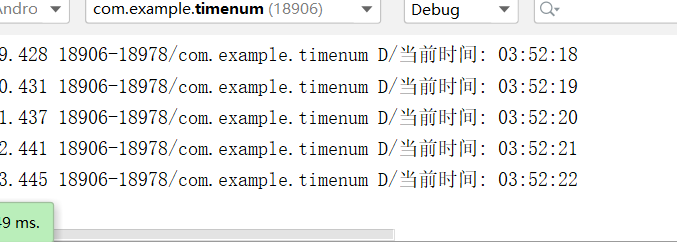 Andro com.example.timenum (18906) Debug
9.428 18906-18978/com.example.timenum D/当前时间: 03:52:18
0.431 18906-18978/com.example.timenum D/当前时间: 03:52:19
1.437 18906-18978/com.example.timenum D/当前时间: 03:52:20
2.441 18906-18978/com.example.timenum D/当前时间: 03:52:21
3.445 18906-18978/com.example.timenum D/当前时间: 03:52:22
49 ms.